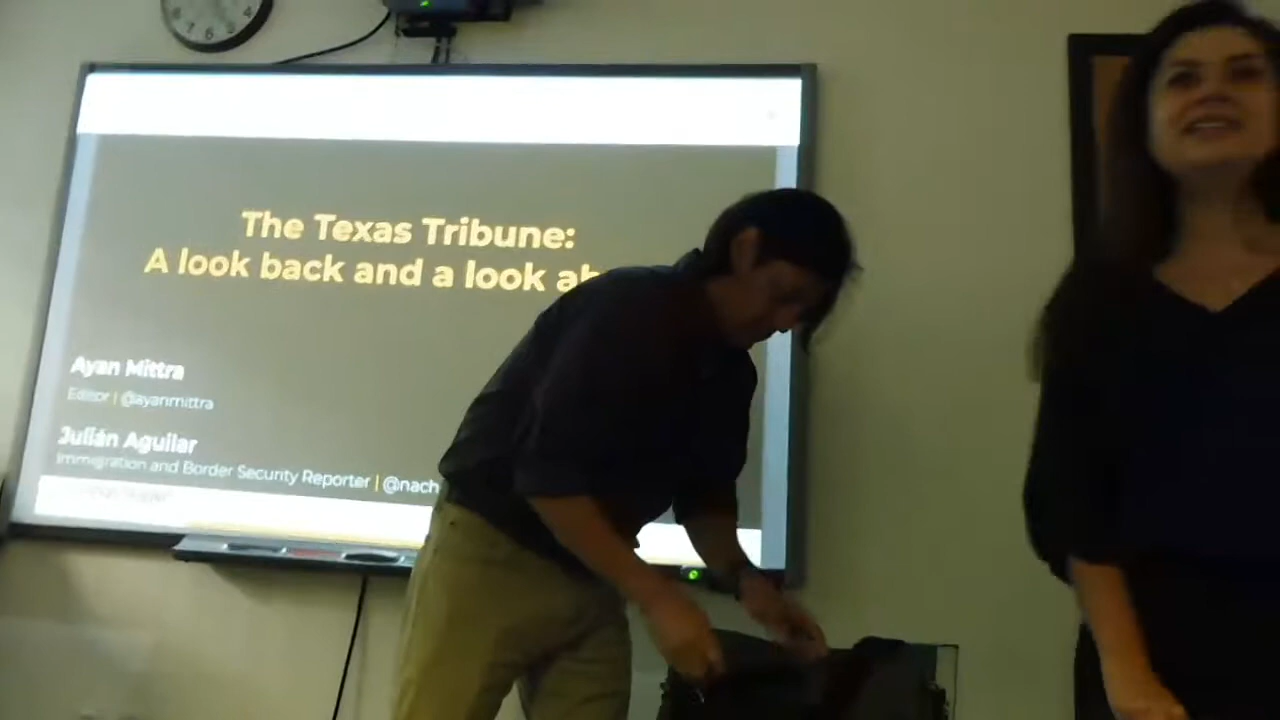 The Texas Tribune:
A look back and a look
Ayan Mittra
Editor | @ayanmittra
Julián Aguilar
Immigration and Border Security Reporter | @nach